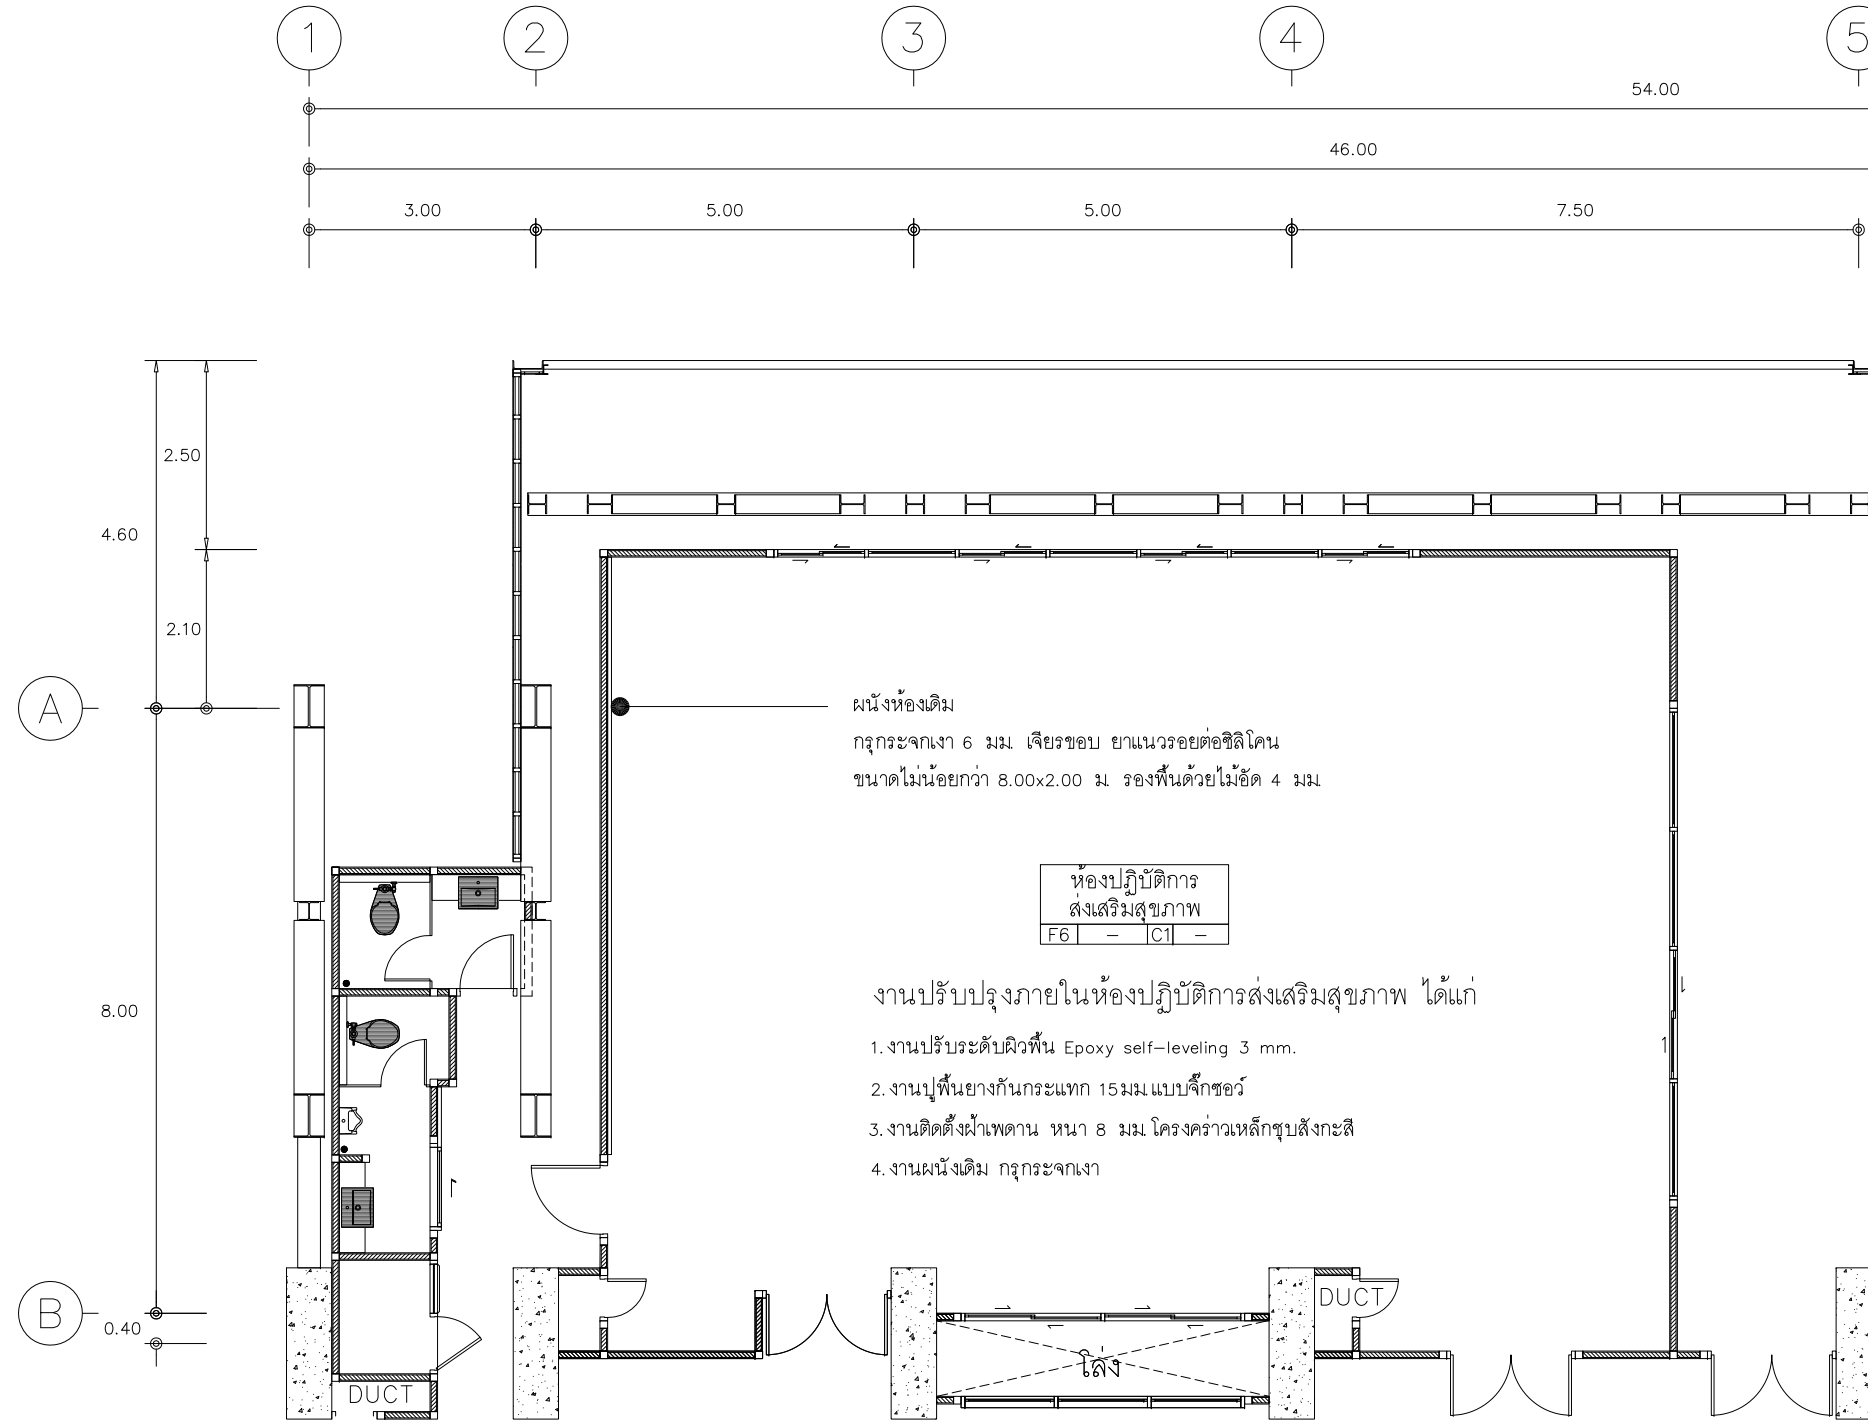 1 2 3 4 5
54.00
46.00
3.00 5.00 5.00 7.50
2.50
4.60
2.10
A
ผนังห้องเดิม
กรุกระจกเงา 6 มม. เจียรขอบ ยาแนวรอยต่อซิลิโคน
ขนาดไม่น้อยกว่า 8.00x2.00 ม. รองพื้นด้วยไม้อัด 4 มม.
ห้องปฏิบัติการ
ส่งเสริมสุขภาพ
F6 – C1 –
งานปรับปรุงภายในห้องปฏิบัติการส่งเสริมสุขภาพ ได้แก่
8.00
1. งานปรับระดับผิวพื้น Epoxy self-leveling 3 mm.
2. งานปูพื้นยางกันกระแทก 15 มม. แบบจิ๊กซอว์
3. งานติดตั้งฝ้าเพดาน หนา 8 มม. โครงคร่าวเหล็กชุบสังกะสี
4. งานผนังเดิม กรุกระจกเงา
B
DUCT
0.40
โล่ง
DUCT